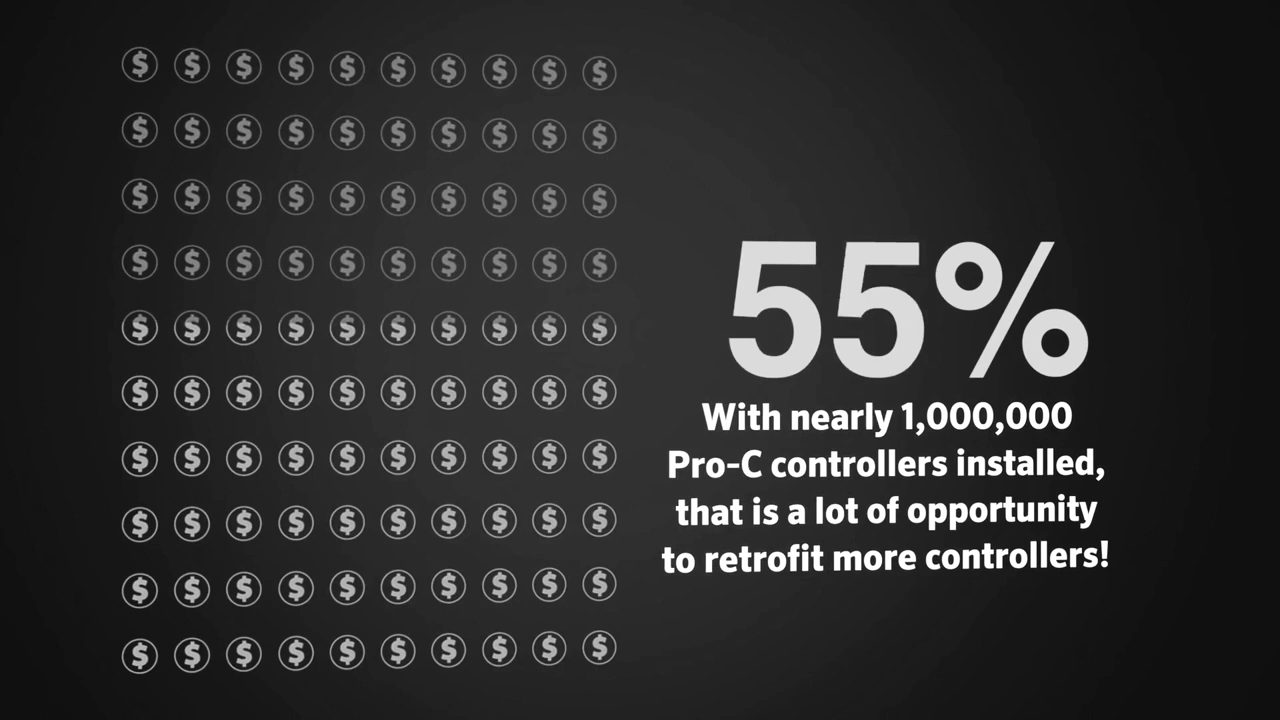 $ $ $ $ $ $ $ $ $ $
$ $ $ $ $ $ $ $ $ $
$ $ $ $ $ $ $ $ $ $
$ $ $ $ $ $ $ $ $ $
$ $ $ $ $ $ $ $ $ $
$ $ $ $ $ $ $ $ $ $
$ $ $ $ $ $ $ $ $ $
$ $ $ $ $ $ $ $ $ $
$ $ $ $ $ $ $ $ $ $
$ $ $ $ $ $ $ $ $ $
55%
With nearly 1,000,000
Pro-C controllers installed,
that is a lot of opportunity
to retrofit more controllers!